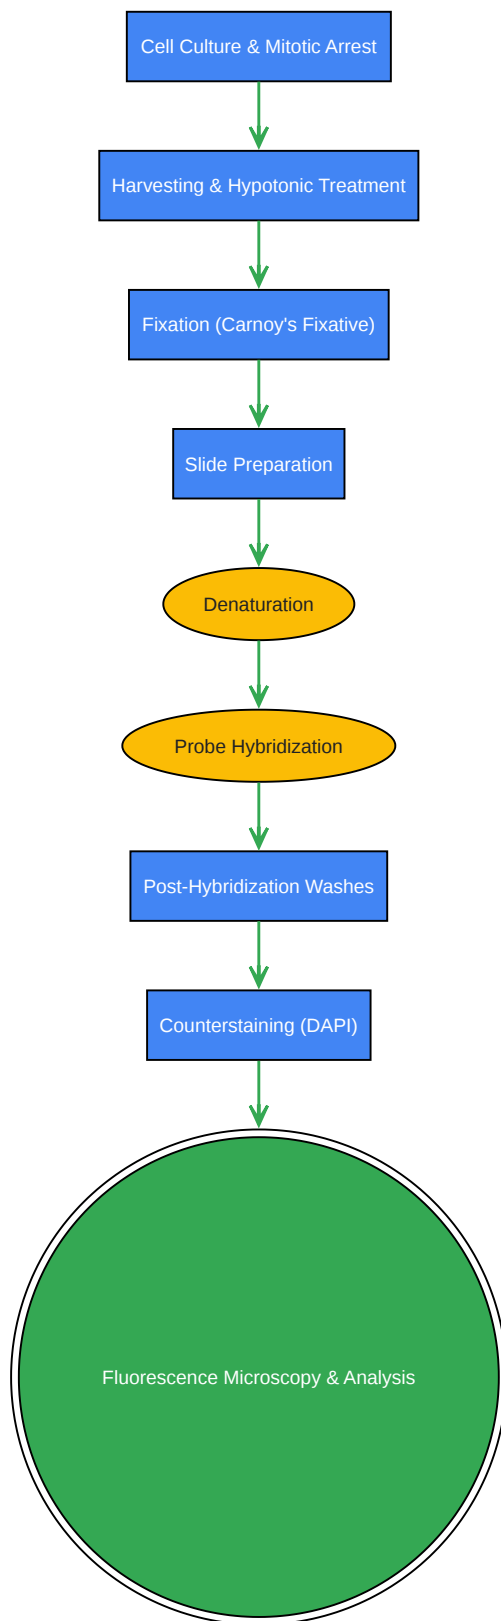 Cell Culture & Mitotic Arrest
Harvesting & Hypotonic Treatment
Fixation (Carnoy's Fixative)
Slide Preparation
Denaturation
Probe Hybridization
Post-Hybridization Washes
Counterstaining (DAPI)
Fluorescence Microscopy & Analysis